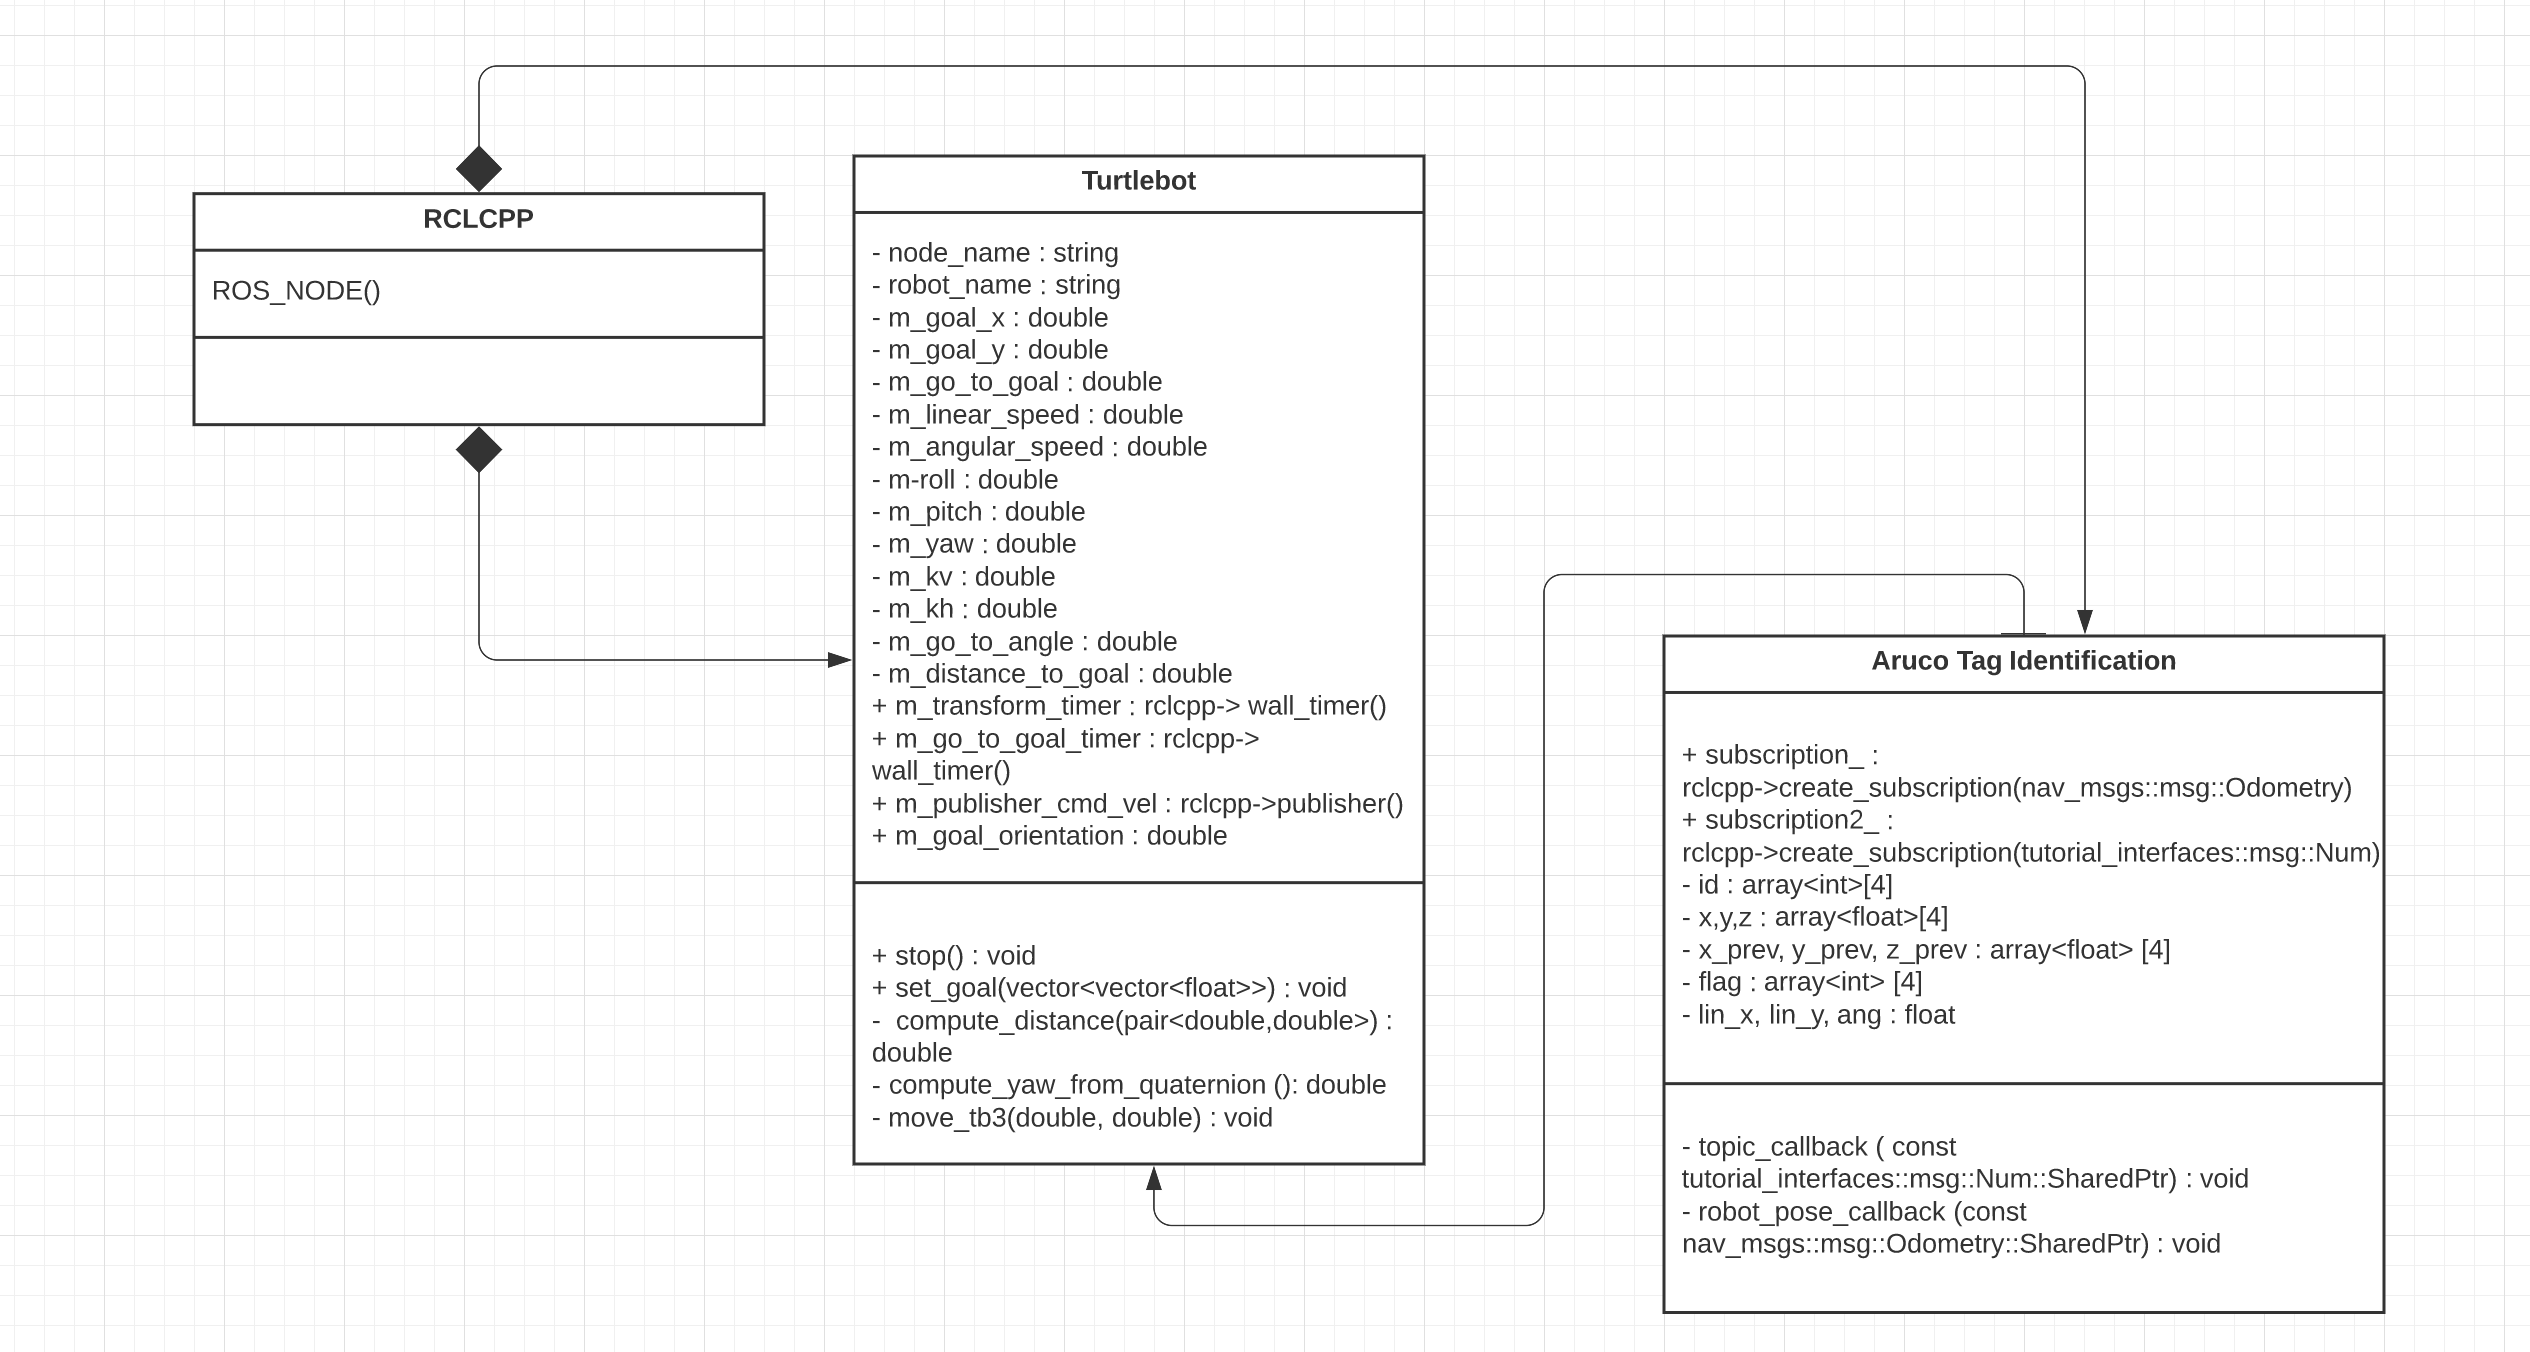 RCLCPP
ROS_NODE()
Turtlebot
- node_name : string
- robot_name : string
- m_goal_x : double
- m_goal_y : double
- m_go_to_goal : double
- m_linear_speed : double
- m_angular_speed : double
- m-roll : double
- m_pitch : double
- m_yaw : double
- m_kv : double
- m_kh : double
- m_go_to_angle : double
- m_distance_to_goal : double
+ m_transform_timer : rclcpp-> wall_timer()
+ m_go_to_goal_timer : rclcpp->
wall_timer()
+ m_publisher_cmd_vel : rclcpp->publisher()
+ m_goal_orientation : double
+ stop() : void
+ set_goal(vector<vector<float>>) : void
-  compute_distance(pair<double,double>) :
double
- compute_yaw_from_quaternion (): double
- move_tb3(double, double) : void
Aruco Tag Identification
+ subscription_ :
rclcpp->create_subscription(nav_msgs::msg::Odometry)
+ subscription2_ :
rclcpp->create_subscription(tutorial_interfaces::msg::Num)
- id : array<int>[4]
- x,y,z : array<float>[4]
- x_prev, y_prev, z_prev : array<float> [4]
- flag : array<int> [4]
- lin_x, lin_y, ang : float
- topic_callback ( const
tutorial_interfaces::msg::Num::SharedPtr) : void
- robot_pose_callback (const
nav_msgs::msg::Odometry::SharedPtr) : void